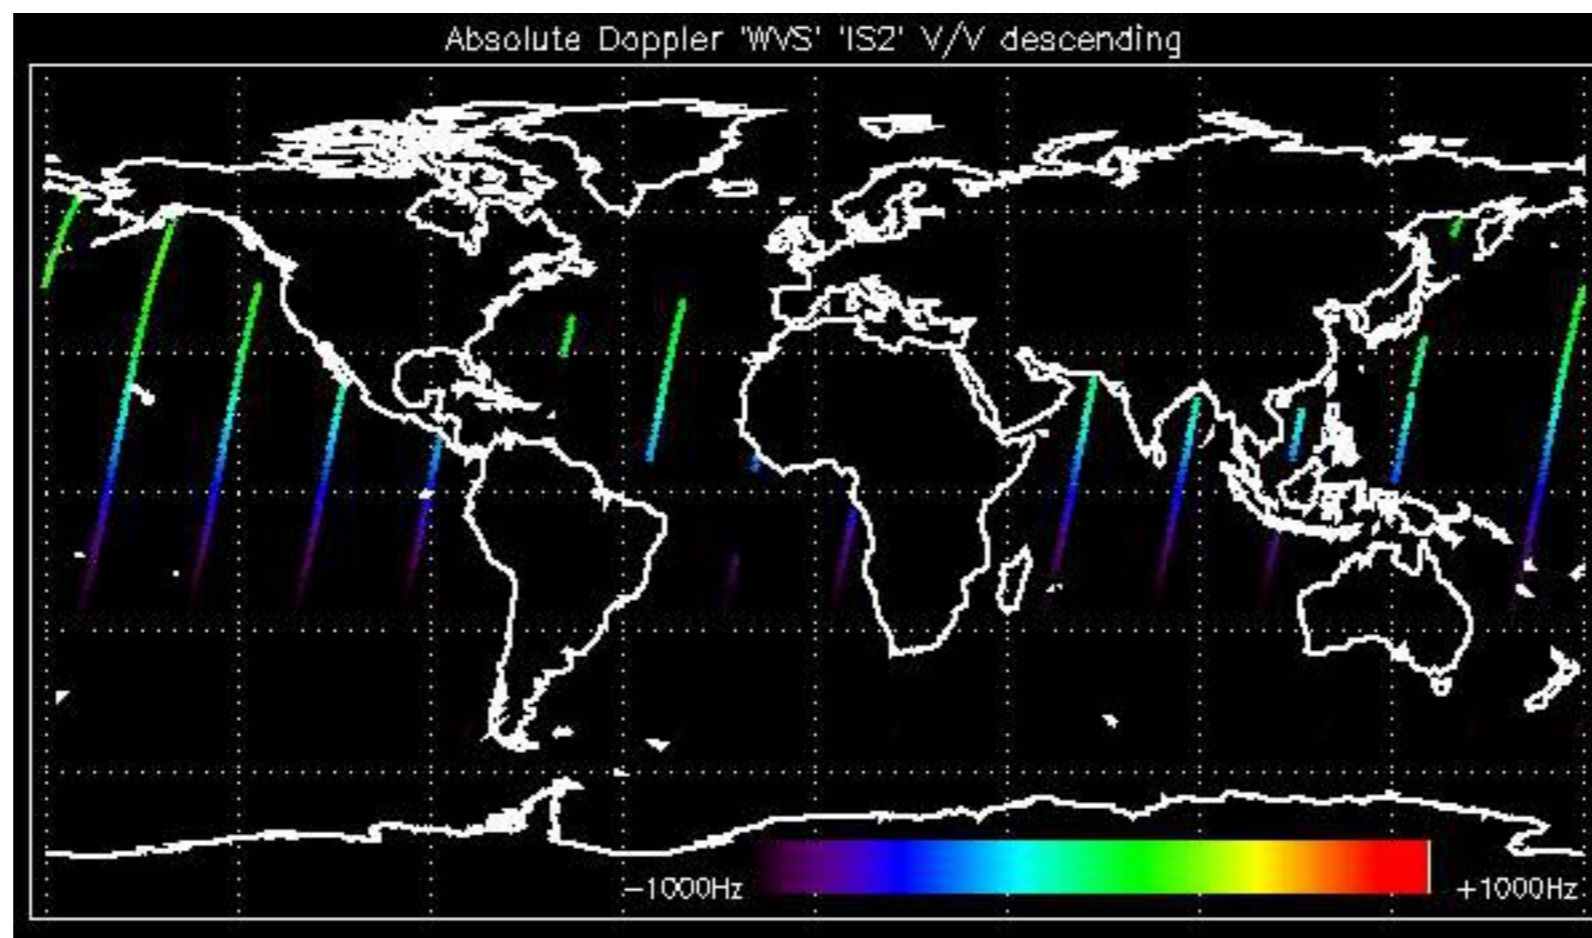 Absolute Doppler 'WVS' 'IS2' V/V descending
−1000Hz +1000Hz